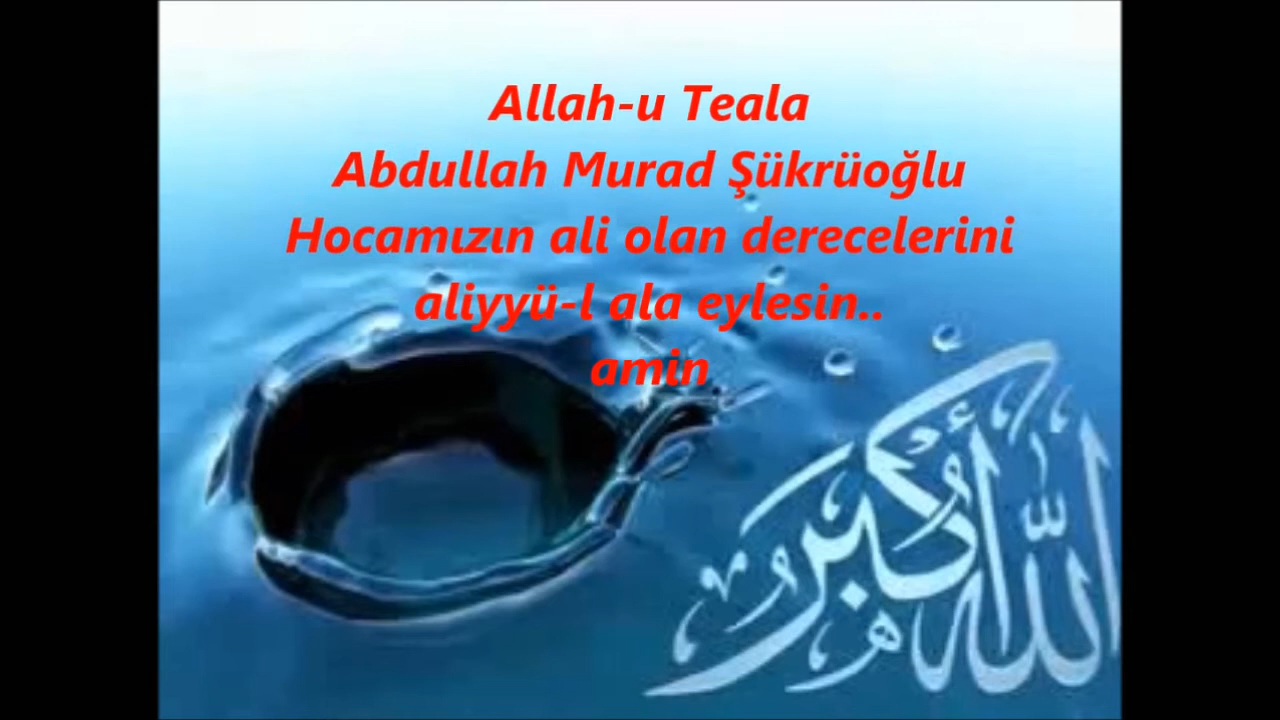 Allah-u Teala
Abdullah Murad Şükrüoğlu
Hocamızın ali olan derecelerini
aliyyü-l ala eylesin..
amin
الله أكبر